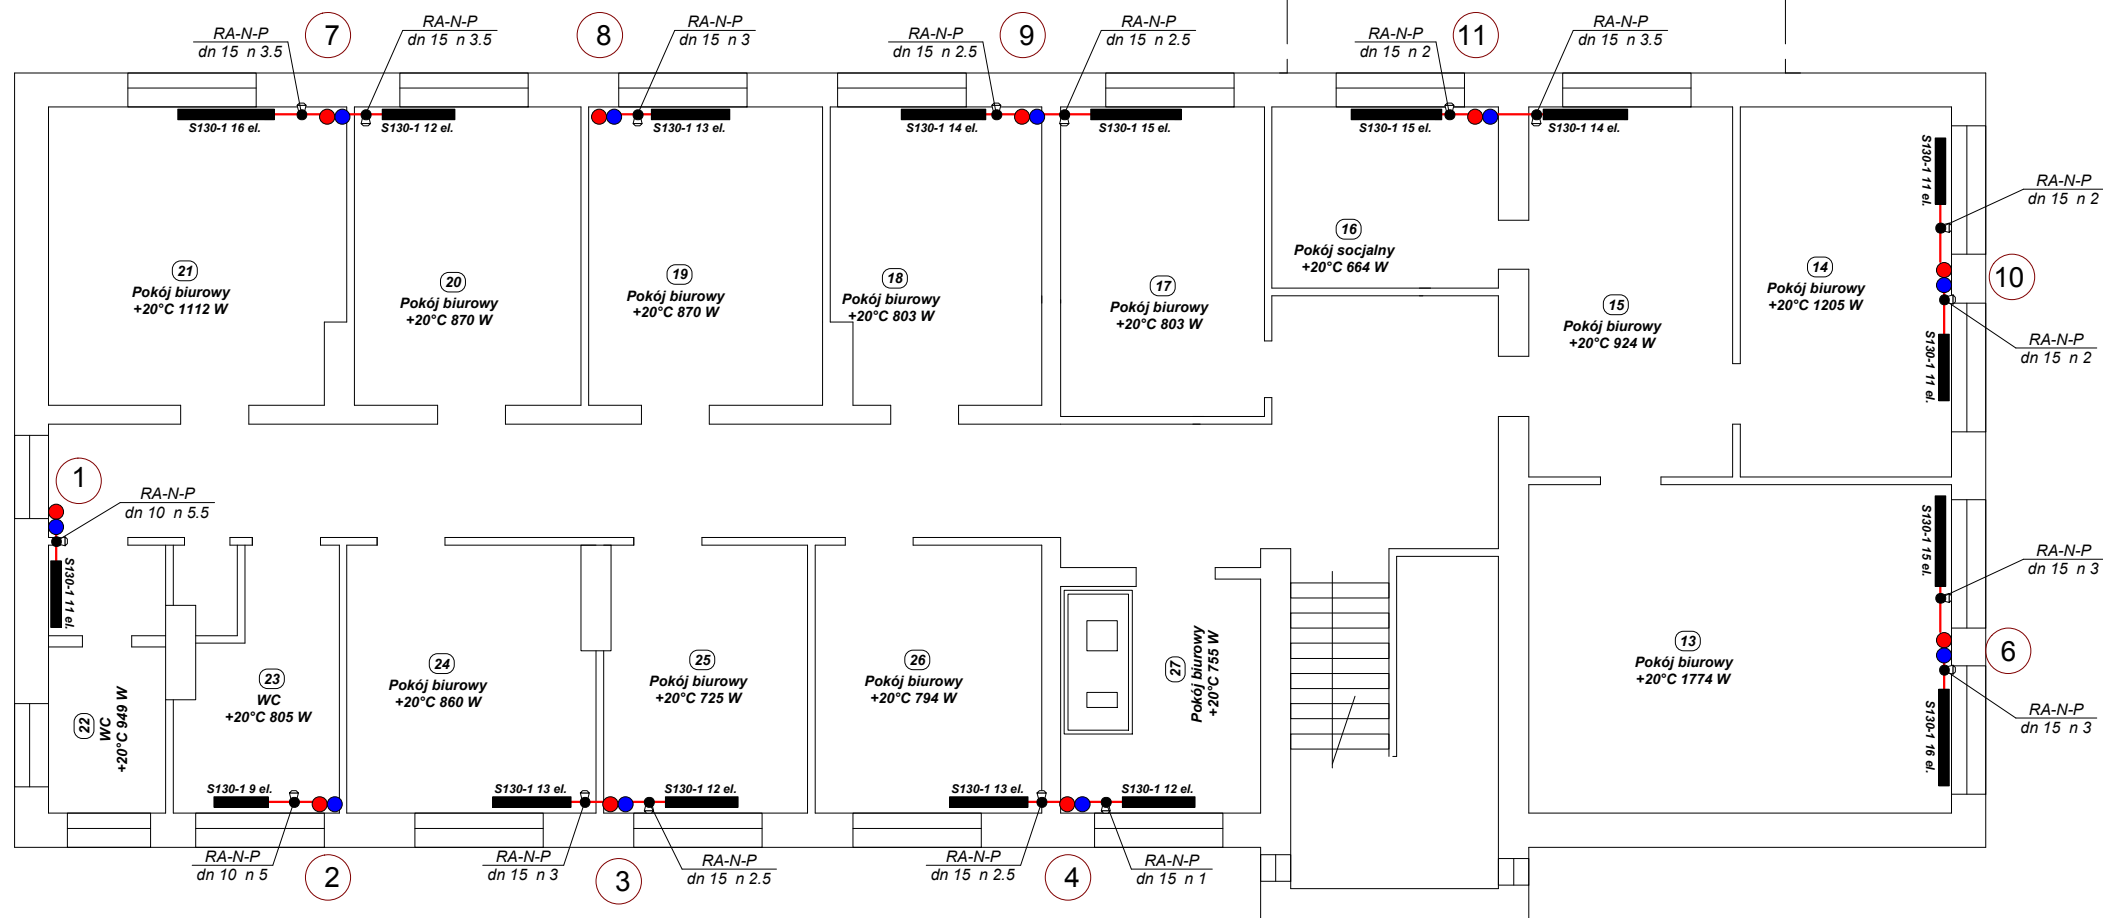 RA-N-P
dn 15 n 3.5
7
RA-N-P
dn 15 n 3.5
8
RA-N-P
dn 15 n 3
RA-N-P
dn 15 n 2.5
9
RA-N-P
dn 15 n 2.5
RA-N-P
dn 15 n 2
11
RA-N-P
dn 15 n 3.5
S130-1 16 el.
S130-1 12 el.
S130-1 13 el.
S130-1 14 el.
S130-1 15 el.
S130-1 15 el.
S130-1 14 el.
S130-1 11 el.
RA-N-P
dn 15 n 2
10
RA-N-P
dn 15 n 2
S130-1 11 el.
21
Pokój biurowy
+20°C 1112 W
20
Pokój biurowy
+20°C 870 W
19
Pokój biurowy
+20°C 870 W
18
Pokój biurowy
+20°C 803 W
17
Pokój biurowy
+20°C 803 W
16
Pokój socjalny
+20°C 664 W
15
Pokój biurowy
+20°C 924 W
14
Pokój biurowy
+20°C 1205 W
1
RA-N-P
dn 10 n 5.5
S130-1 11 el.
22
WC
+20°C 949 W
23
WC
+20°C 805 W
24
Pokój biurowy
+20°C 860 W
25
Pokój biurowy
+20°C 725 W
26
Pokój biurowy
+20°C 794 W
27
Pokój biurowy
+20°C 755 W
13
Pokój biurowy
+20°C 1774 W
S130-1 15 el.
RA-N-P
dn 15 n 3
6
RA-N-P
dn 15 n 3
S130-1 16 el.
S130-1 9 el.
S130-1 13 el.
S130-1 12 el.
S130-1 13 el.
S130-1 12 el.
RA-N-P
dn 10 n 5
2
RA-N-P
dn 15 n 3
3
RA-N-P
dn 15 n 2.5
RA-N-P
dn 15 n 2.5
4
RA-N-P
dn 15 n 1